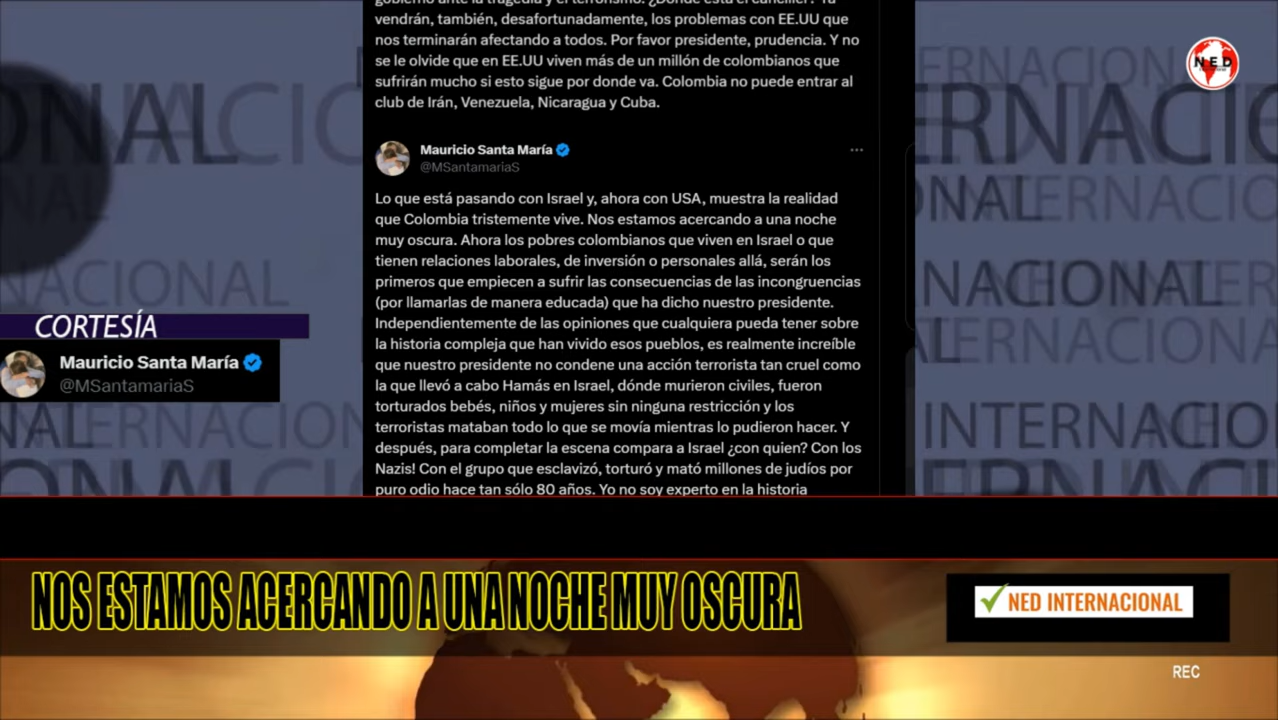 gobierno ante la tragedia y el terrorismo. ¿Dónde está el canciller? Ya
vendrán, también, desafortunadamente, los problemas con EE.UU que
nos terminarán afectando a todos. Por favor presidente, prudencia. Y no
se le olvide que en EE.UU viven más de un millón de colombianos que
sufrirán mucho si esto sigue por donde va. Colombia no puede entrar al
club de Irán, Venezuela, Nicaragua y Cuba.
NED
Mauricio Santa María
@MSantamariaS
Lo que está pasando con Israel y, ahora con USA, muestra la realidad
que Colombia tristemente vive. Nos estamos acercando a una noche
muy oscura. Ahora los pobres colombianos que viven en Israel o que
tienen relaciones laborales, de inversión o personales allá, serán los
primeros que empiecen a sufrir las consecuencias de las incongruencias
(por llamarlas de manera educada) que ha dicho nuestro presidente.
Independientemente de las opiniones que cualquiera pueda tener sobre
la historia compleja que han vivido esos pueblos, es realmente increíble
que nuestro presidente no condene una acción terrorista tan cruel como
la que llevó a cabo Hamás en Israel, dónde murieron civiles, fueron
torturados bebés, niños y mujeres sin ninguna restricción y los
terroristas mataban todo lo que se movía mientras lo pudieron hacer. Y
después, para completar la escena compara a Israel ¿con quien? Con los
Nazis! Con el grupo que esclavizó, torturó y mató millones de judíos por
puro odio hace tan sólo 80 años. Yo no soy experto en la historia
CORTESÍA
Mauricio Santa María
@MSantamariaS
NOS ESTAMOS ACERCANDO A UNA NOCHE MUY OSCURA
NED INTERNACIONAL
REC